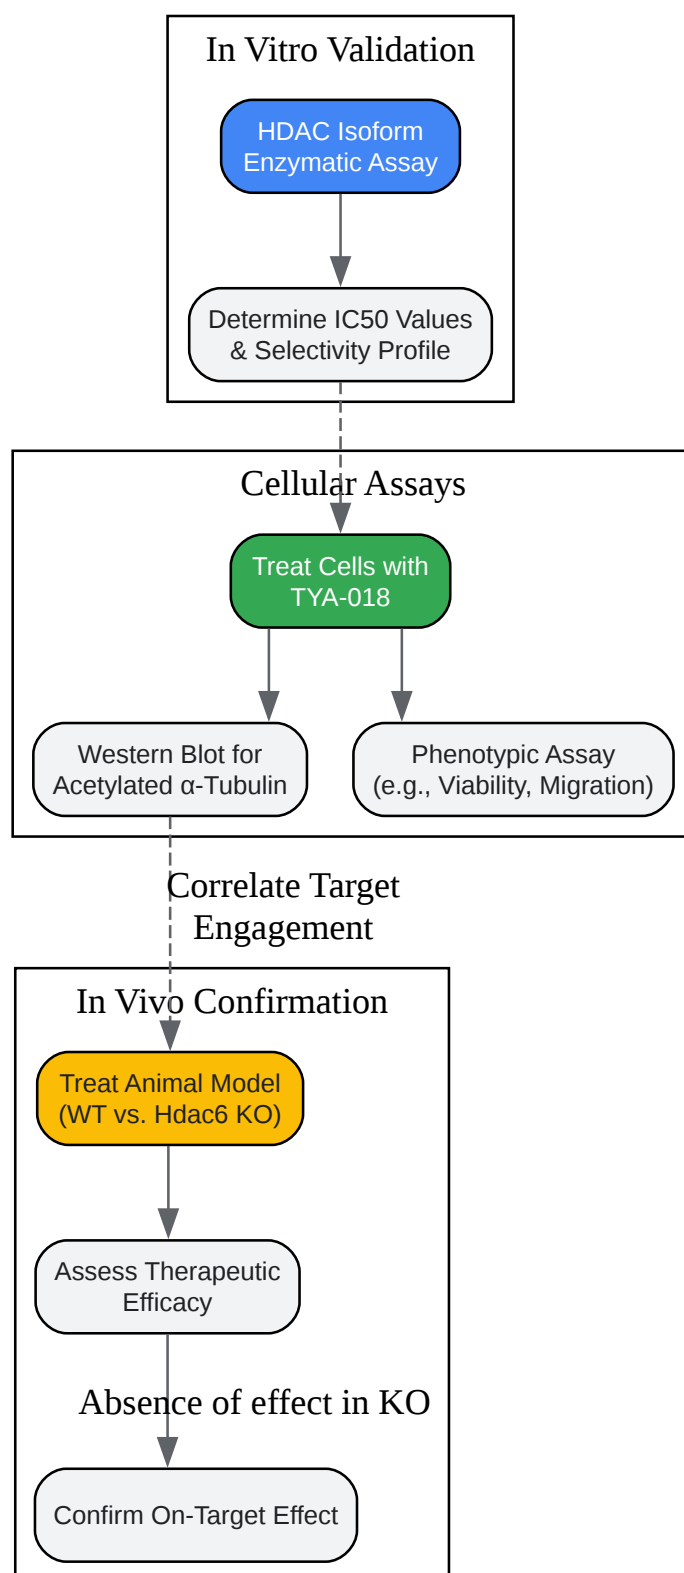 In Vitro Validation
HDAC Isoform
Enzymatic Assay
Determine IC50 Values
& Selectivity Profile
Cellular Assays
Treat Cells with
TYA-018
Western Blot for
Acetylated α-Tubulin
Phenotypic Assay
(e.g., Viability, Migration)
Correlate Target
Engagement
In Vivo Confirmation
Treat Animal Model
(WT vs. Hdac6 KO)
Assess Therapeutic
Efficacy
Absence of effect in KO
Confirm On-Target Effect